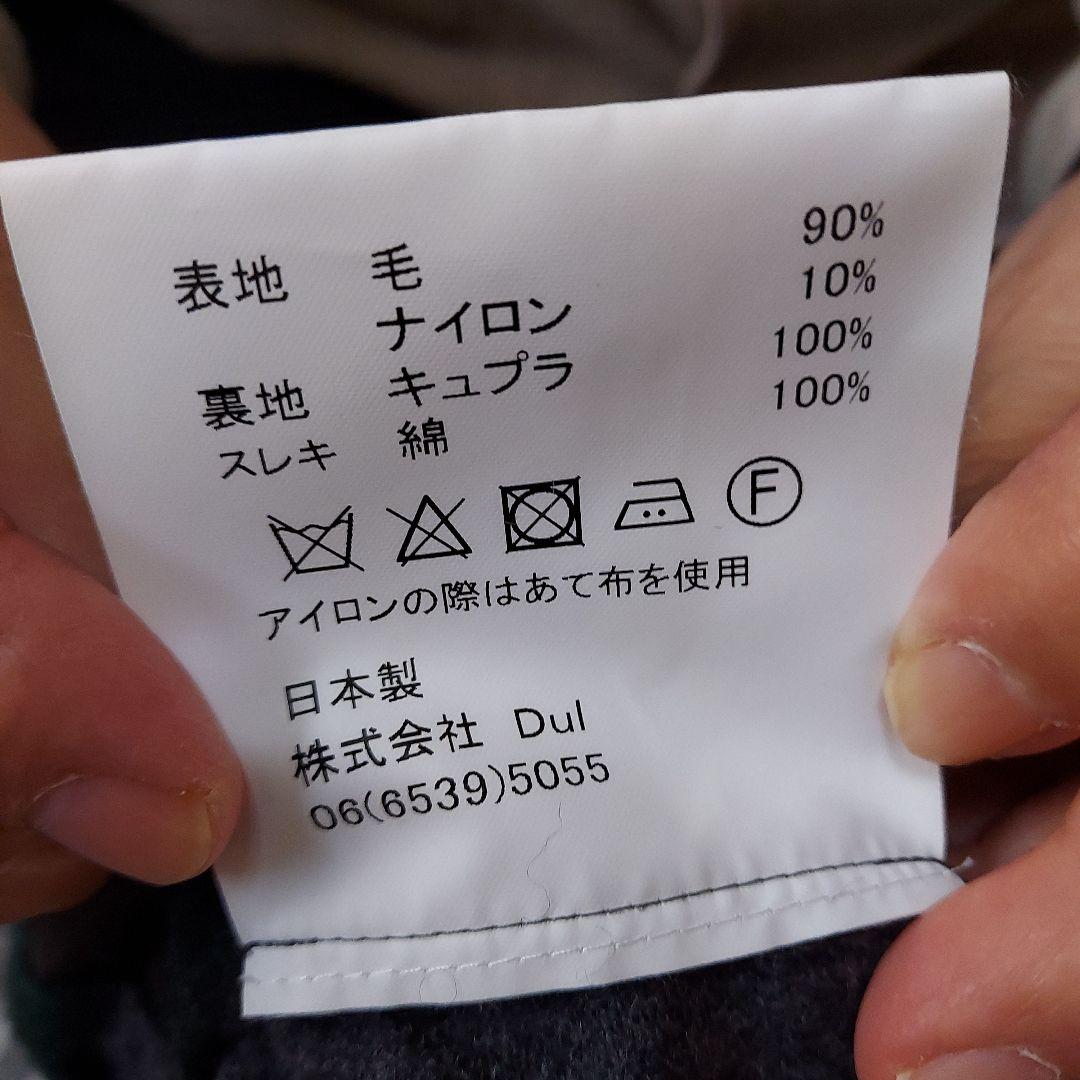 表地 毛 90%
ナイロン 10%
裏地 キュプラ 100%
スレキ 綿 100%
F
アイロンの際はあて布を使用
日本製
株式会社 Dul
06(6539)5055